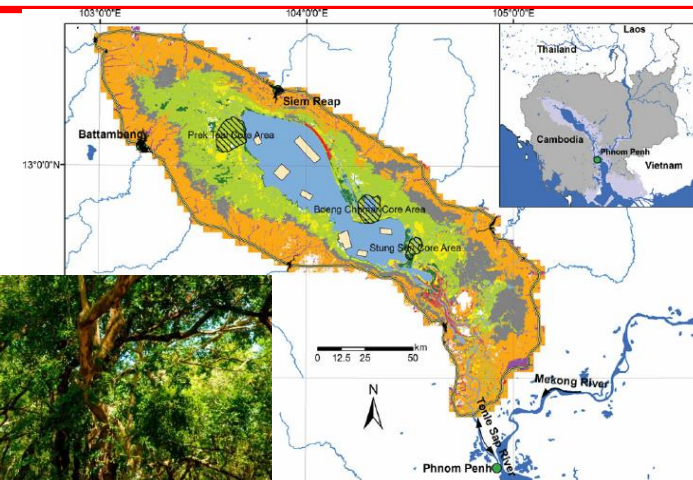 103°0'0"E
104°0'0"E
105°0'0"E
Laos
Thailand
Cambodia
Phnom Penh
Vietnam
Siem Reap
Battambang
Prek Toal Core Area
13°0'0"N
Boeng Chhmar Core Area
Stung Sen Core Area
km
0 12.5 25 50
N
Mekong River
Tonle Sap River
Phnom Penh